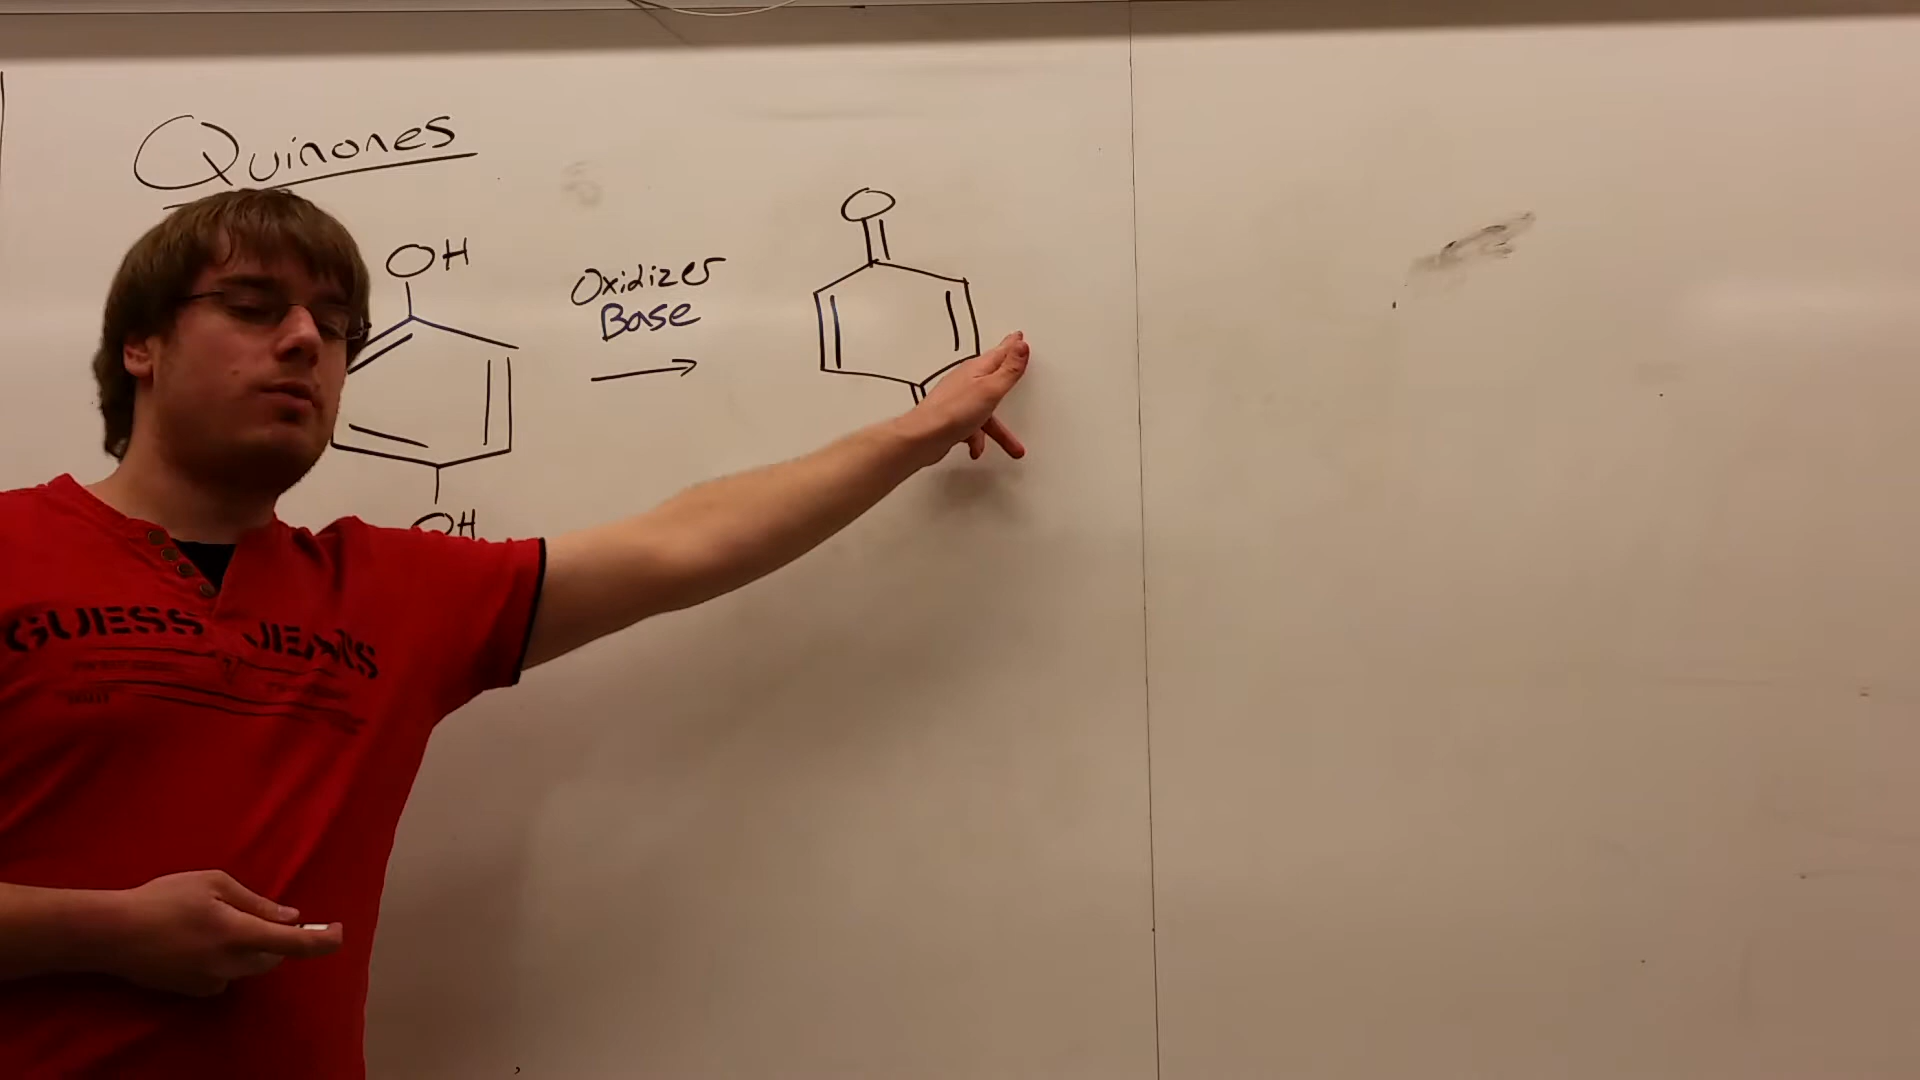 Quinones
O
OH
Oxidizer
Base
OH
GUESS JEANS